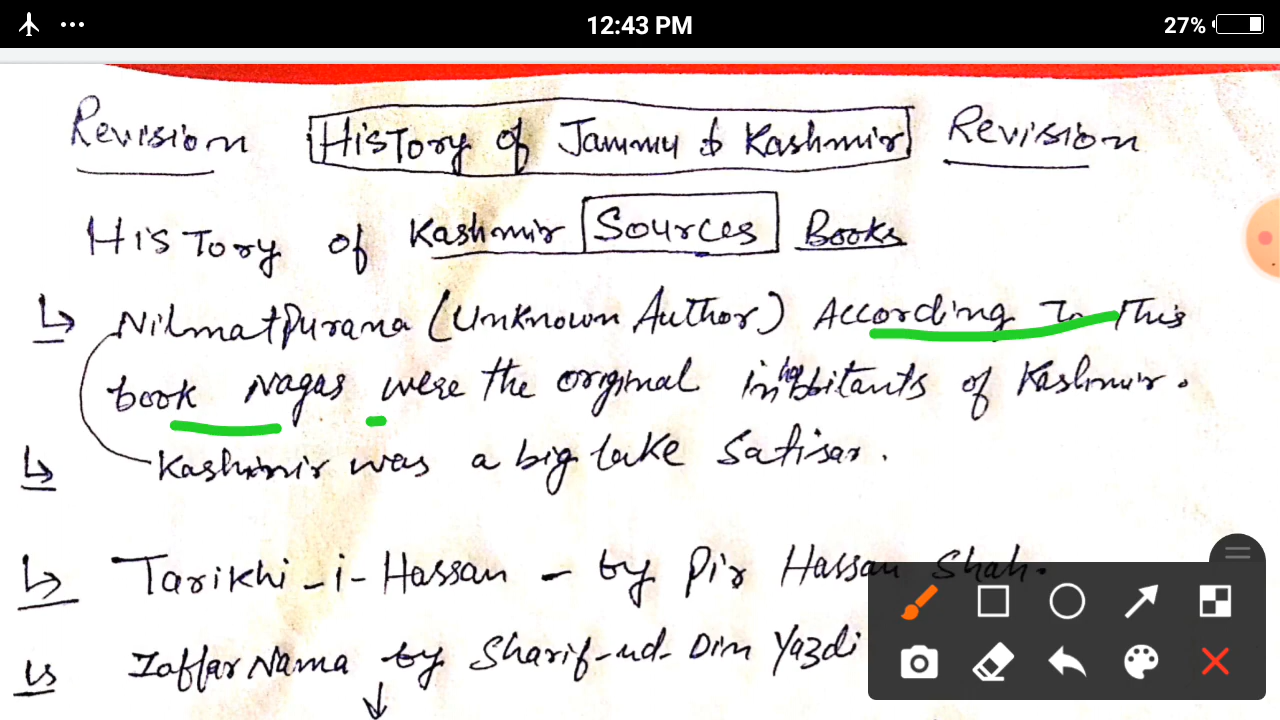 12:43 PM
27%
Revision History of Jammu & Kashmir Revision
History of Kashmir Sources Books
Nilmatpurana (Unknown Author) According To This
book Nagas were the original inhabitants of Kashmir.
Kashmir was a big lake Satisar.
Tarikhi-i-Hassan - by Pir Hassan Shah.
Zaffar Nama by Sharif-ud-Din Yazdi